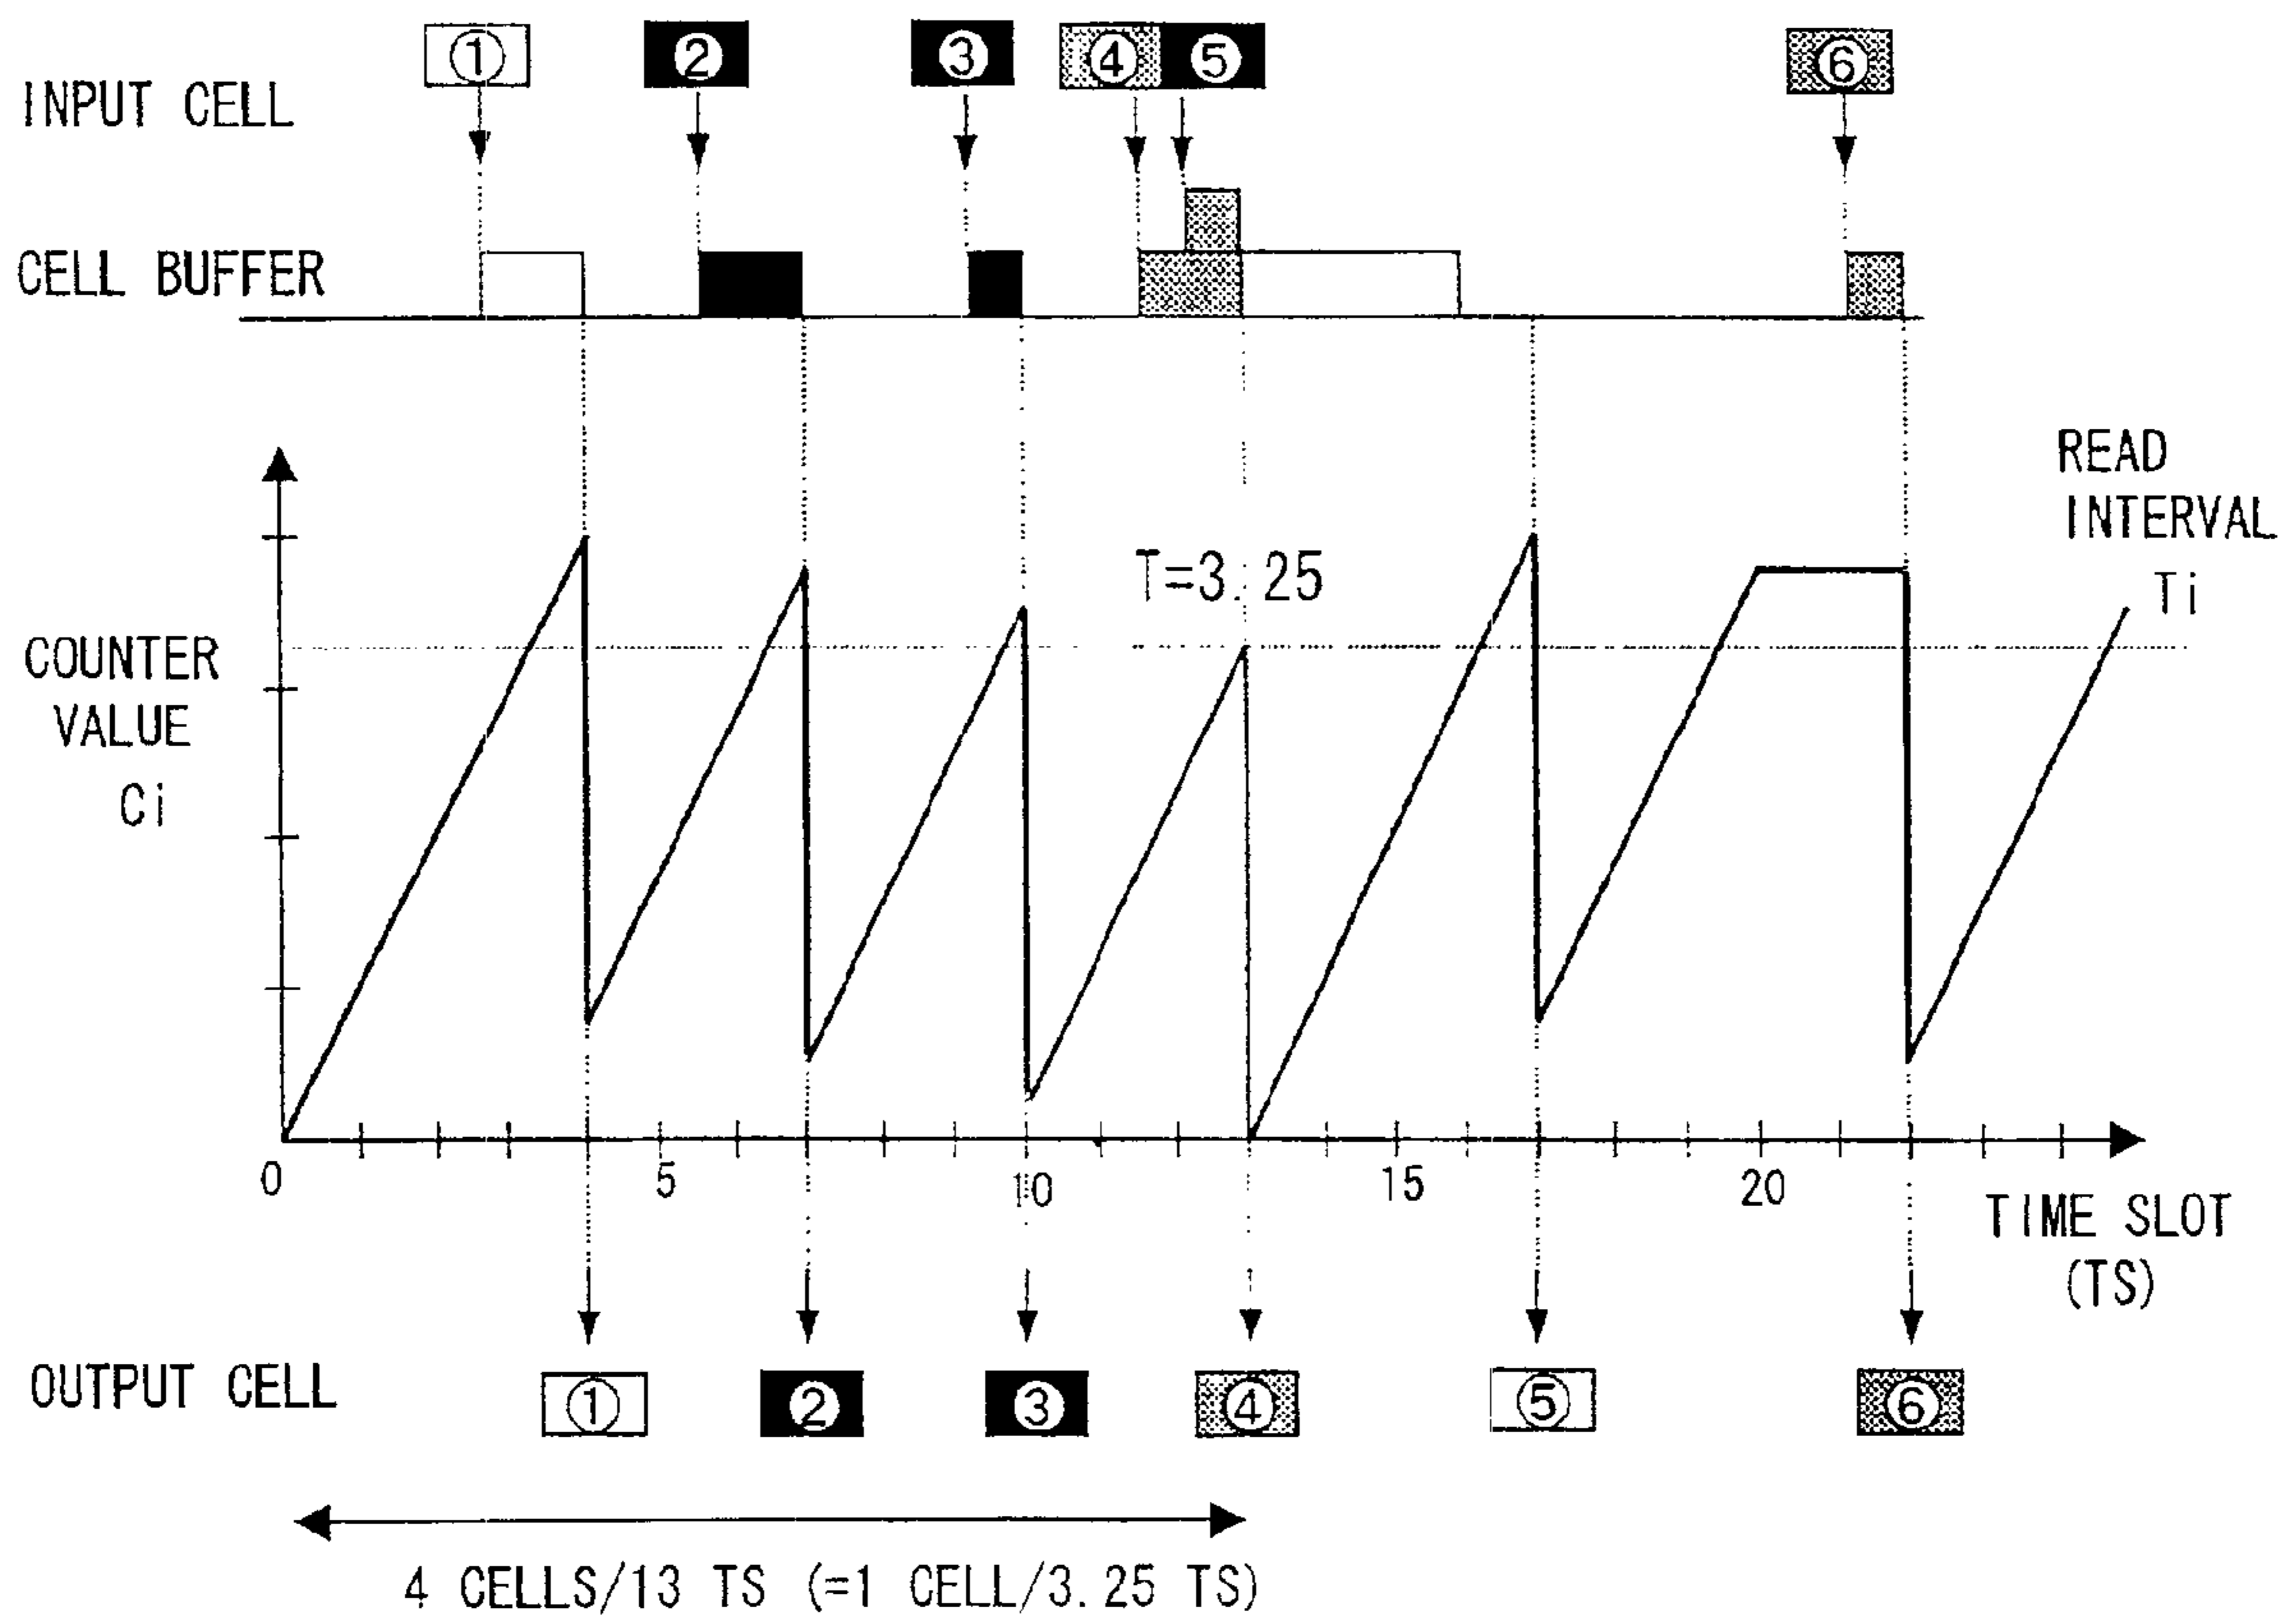 ① ② ③ ④ ⑤ ⑥
INPUT CELL
CELL BUFFER
READ
INTERVAL
Ti
T=3.25
COUNTER
VALUE
Ci
0 5 10 15 20
TIME SLOT
(TS)
OUTPUT CELL
① ② ③ ④ ⑤ ⑥
4 CELLS/13 TS (=1 CELL/3.25 TS)